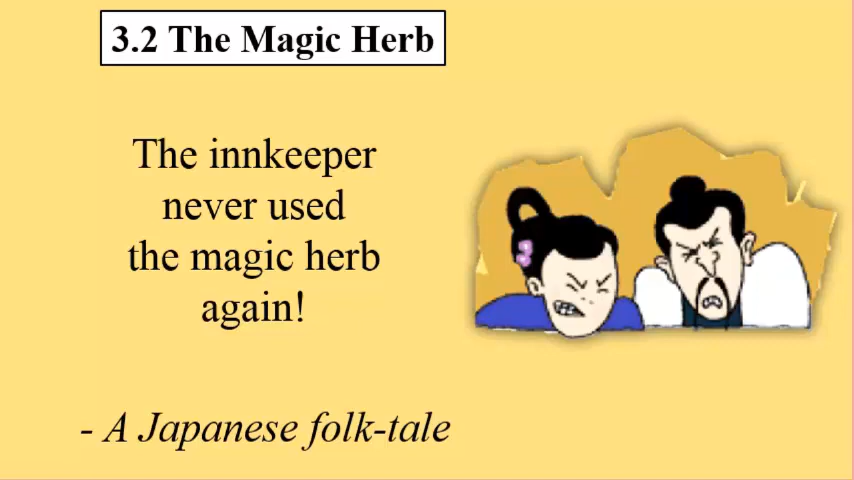 3.2 The Magic Herb
The innkeeper
never used
the magic herb
again!
- A Japanese folk-tale